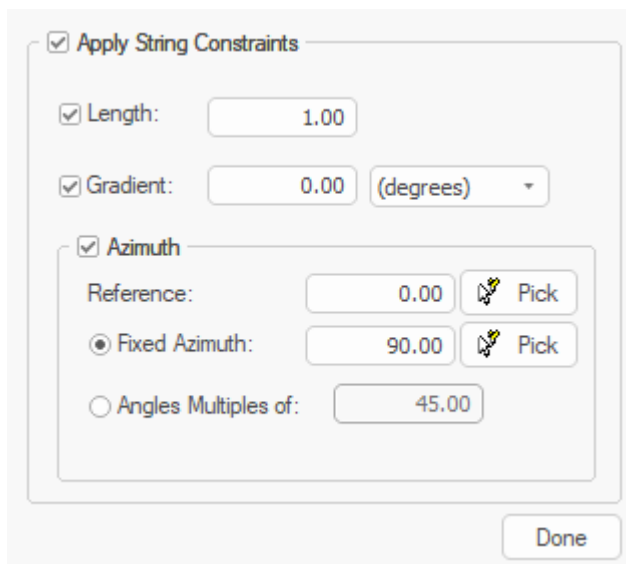 Apply String Constraints
Length: 1.00
Gradient: 0.00 (degrees)
Azimuth
Reference: 0.00 Pick
Fixed Azimuth: 90.00 Pick
Angles Multiples of: 45.00
Done